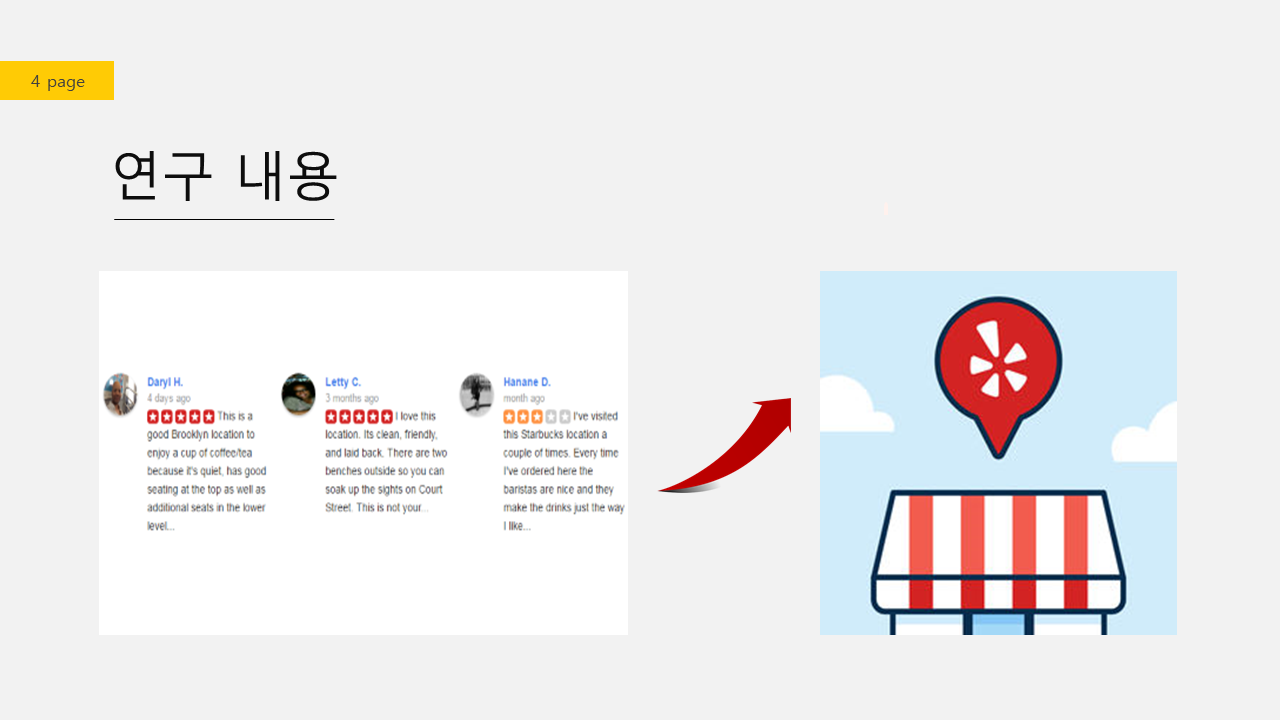 4 page
연구 내용
Daryl H.
4 days ago
This is a
good Brooklyn location to
enjoy a cup of coffee/tea
because it's quiet, has good
seating at the top as well as
additional seats in the lower
level...
Letty C.
3 months ago
I love this
location. Its clean, friendly,
and laid back. There are two
benches outside so you can
soak up the sights on Court
Street. This is not your...
Hanane D.
month ago
I've visited
this Starbucks location a
couple of times. Every time
I've ordered here the
baristas are nice and they
make the drinks just the way
I like...